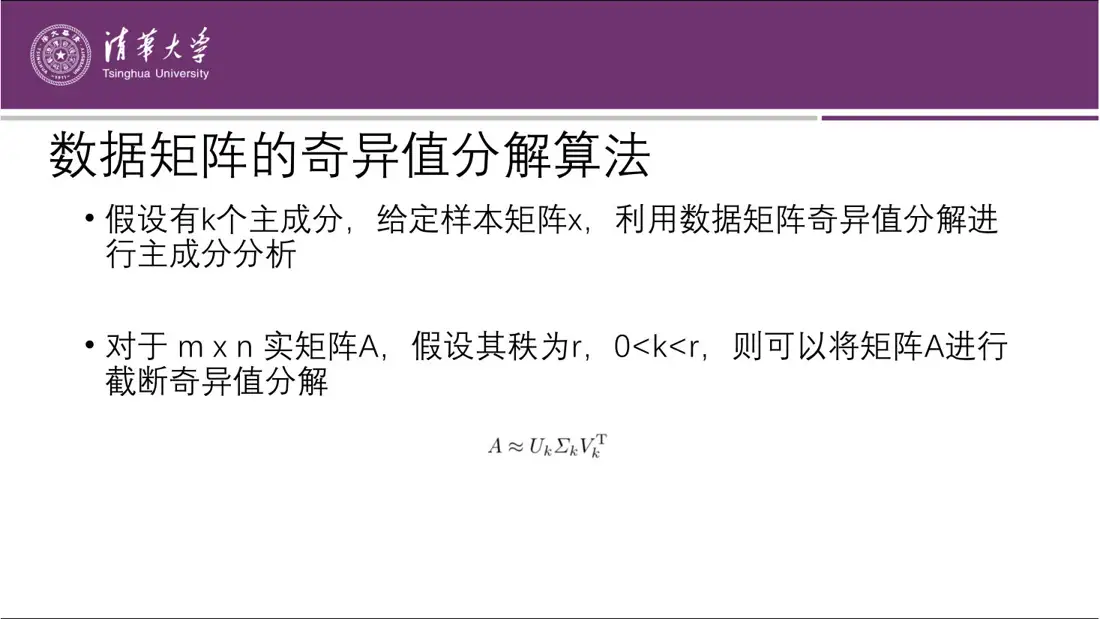 清华大学
Tsinghua University
数据矩阵的奇异值分解算法
• 假设有k个主成分，给定样本矩阵x，利用数据矩阵奇异值分解进
行主成分分析
• 对于 m x n 实矩阵A，假设其秩为r，0<k<r，则可以将矩阵A进行
截断奇异值分解
A ≈ U_k Σ_k V_k^T